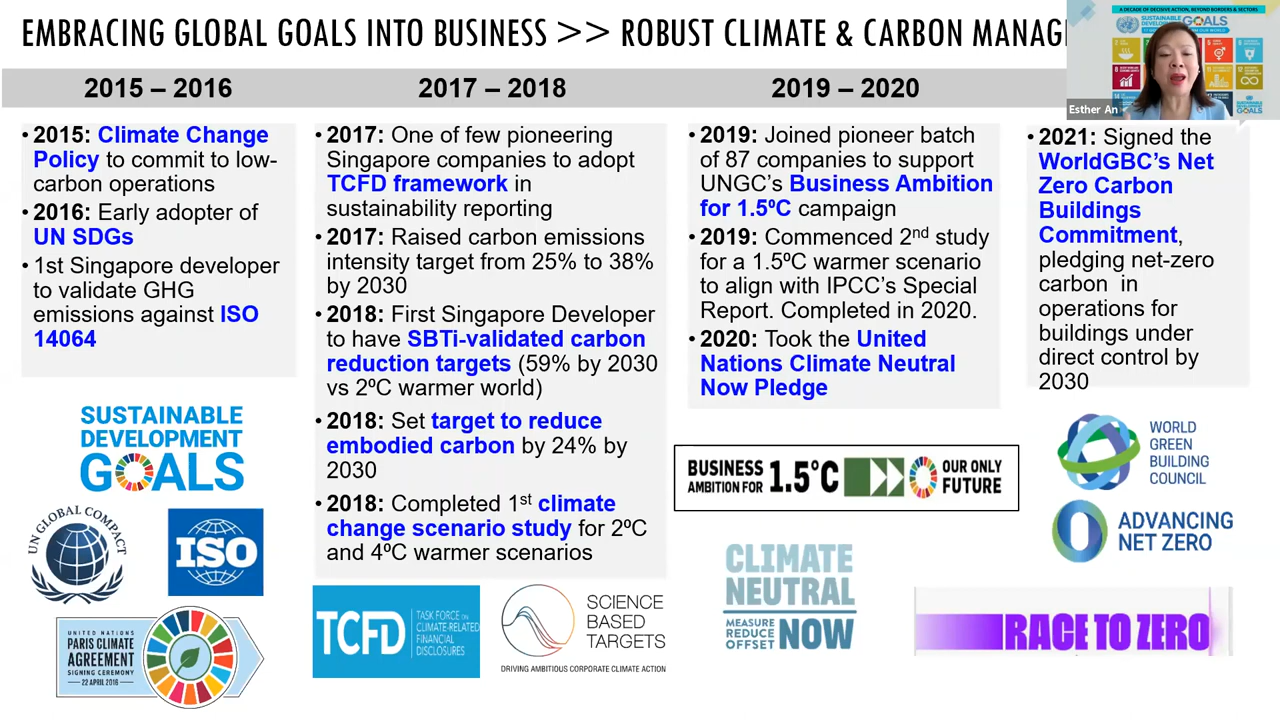 EMBRACING GLOBAL GOALS INTO BUSINESS >> ROBUST CLIMATE & CARBON
A DECADE OF DECISIVE ACTION, BEYOND BORDERS & SECTORS
SUSTAINABLE
DEVELOPMENT
GOALS
Esther An
2015 – 2016
2017 – 2018
2019 – 2020
• 2015: Climate Change
Policy to commit to low-
carbon operations
• 2016: Early adopter of
UN SDGs
• 1st Singapore developer
to validate GHG
emissions against ISO
14064
• 2017: One of few pioneering
Singapore companies to adopt
TCFD framework in
sustainability reporting
• 2017: Raised carbon emissions
intensity target from 25% to 38%
by 2030
• 2018: First Singapore Developer
to have SBTi-validated carbon
reduction targets (59% by 2030
vs 2ºC warmer world)
• 2018: Set target to reduce
embodied carbon by 24% by
2030
• 2018: Completed 1st climate
change scenario study for 2ºC
and 4ºC warmer scenarios
• 2019: Joined pioneer batch
of 87 companies to support
UNGC’s Business Ambition
for 1.5ºC campaign
• 2019: Commenced 2nd study
for a 1.5ºC warmer scenario
to align with IPCC’s Special
Report. Completed in 2020.
• 2020: Took the United
Nations Climate Neutral
Now Pledge
• 2021: Signed the
WorldGBC’s Net
Zero Carbon
Buildings
Commitment,
pledging net-zero
carbon in
operations for
buildings under
direct control by
2030
SUSTAINABLE
DEVELOPMENT
GOALS
UN GLOBAL COMPACT
ISO
UNITED NATIONS
PARIS CLIMATE
AGREEMENT
SIGNING CEREMONY
— 22 APRIL 2016 —
TCFD
TASK FORCE ON
CLIMATE-RELATED
FINANCIAL
DISCLOSURES
SCIENCE
BASED
TARGETS
DRIVING AMBITIOUS CORPORATE CLIMATE ACTION
BUSINESS
AMBITION FOR
1.5°C
OUR ONLY
FUTURE
CLIMATE
NEUTRAL
MEASURE
REDUCE
OFFSET
NOW
WORLD
GREEN
BUILDING
COUNCIL
ADVANCING
NET ZERO
RACE TO ZERO